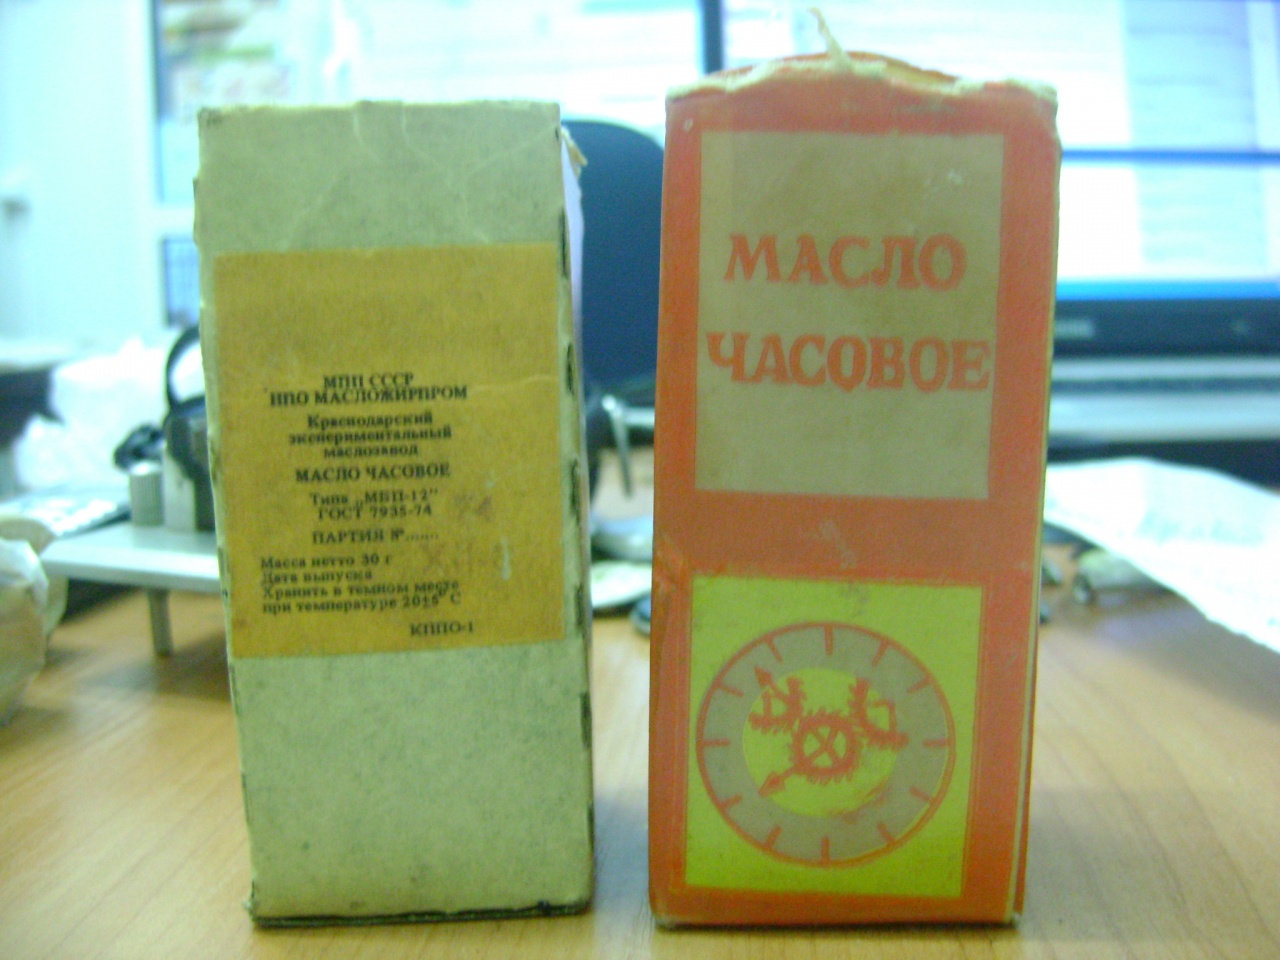 МПП СССР
НПО МАСЛОЖИРПРОМ
Краснодарский
экспериментальный
маслозавод
МАСЛО ЧАСОВОЕ
Типа „МБП-12"
ГОСТ 7935-74
ПАРТИЯ №.......
Масса нетто 30 г
Дата выпуска
Хранить в темном месте
при температуре 20±5° С
КППО-1
МАСЛО
ЧАСОВОЕ